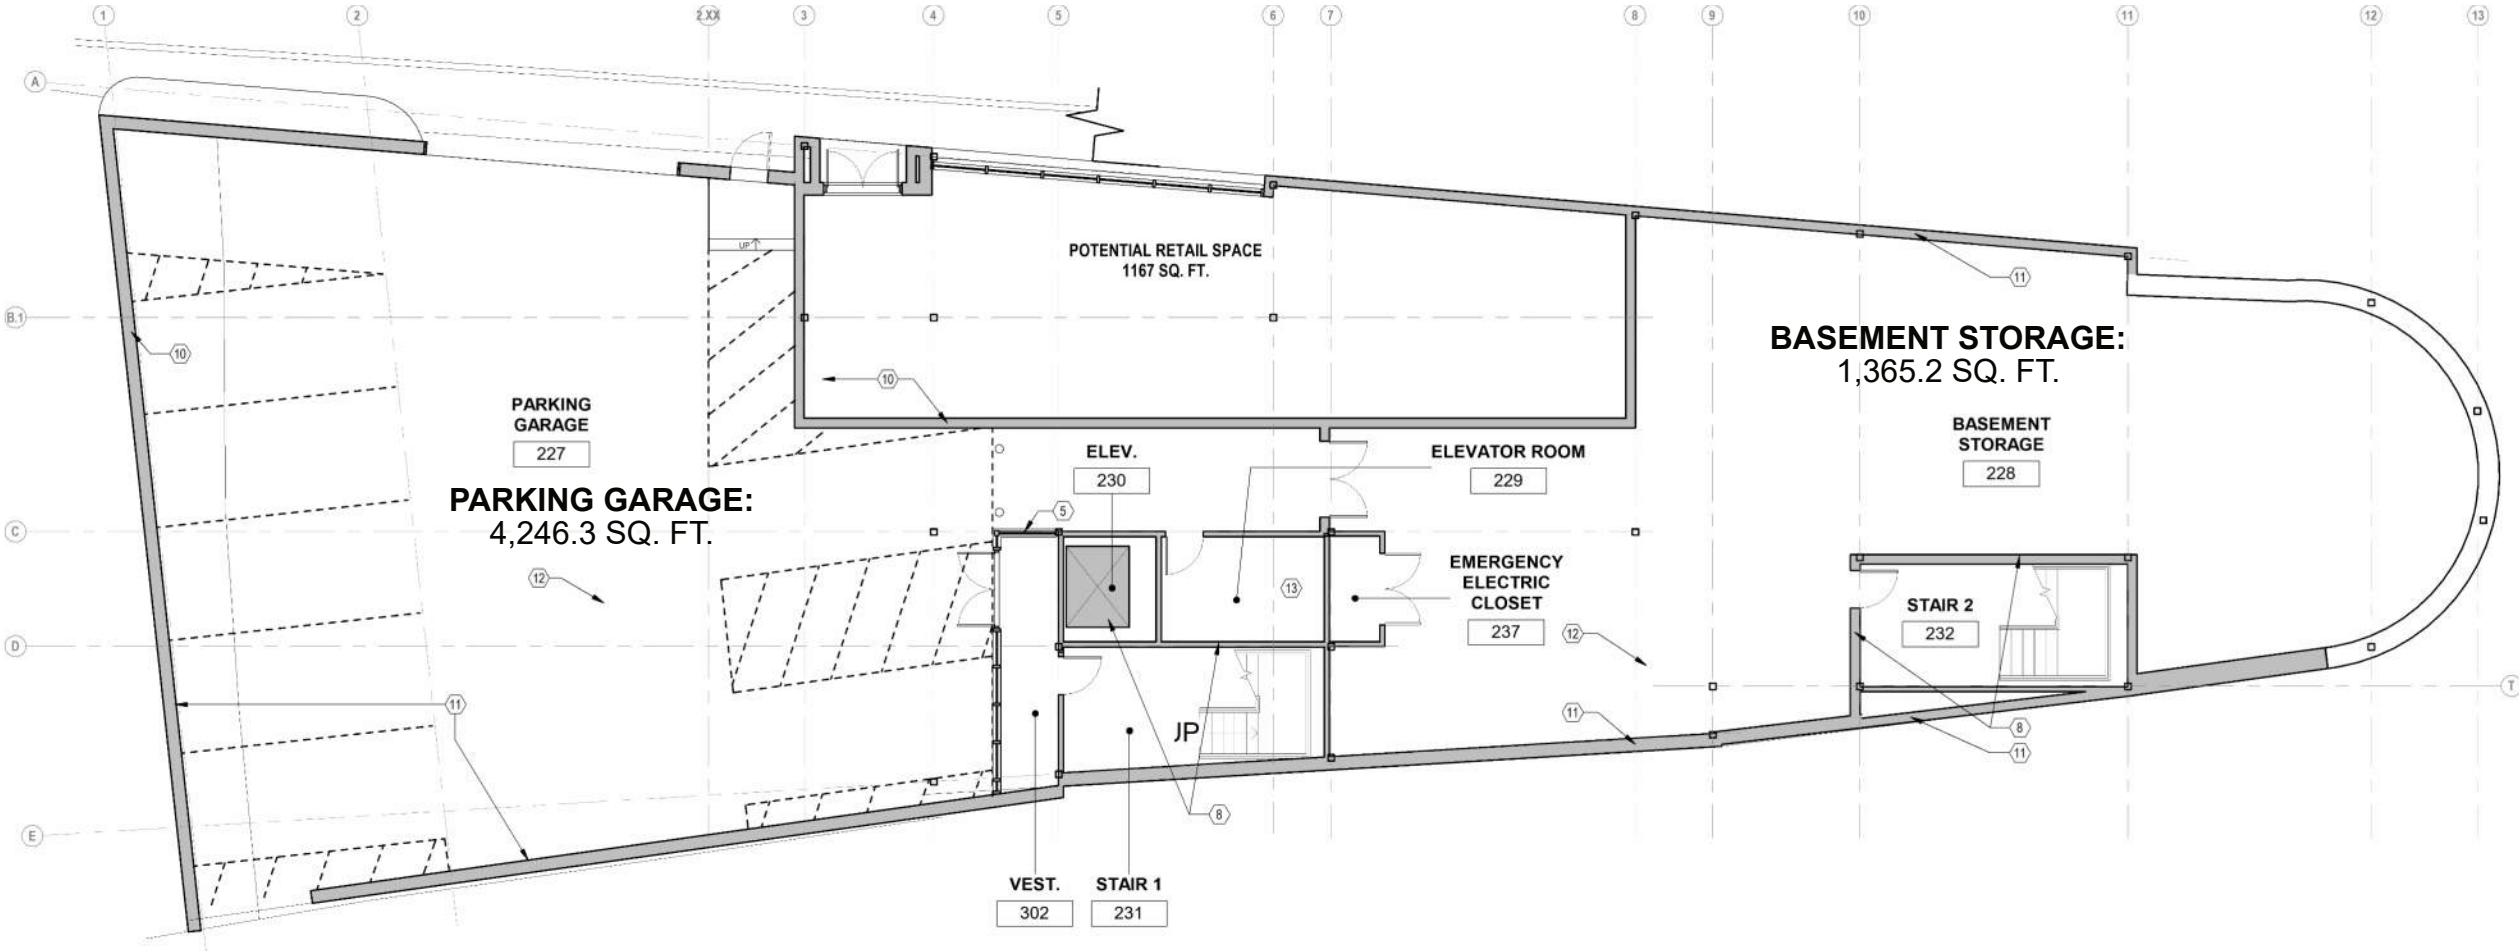 1
2
2.XX
3
4
5
6
7
8
9
10
11
12
13
A
B.1
C
D
E
T
UP
POTENTIAL RETAIL SPACE
1167 SQ. FT.
11
BASEMENT STORAGE:
1,365.2 SQ. FT.
10
10
PARKING
GARAGE
227
PARKING GARAGE:
4,246.3 SQ. FT.
ELEV.
230
ELEVATOR ROOM
229
BASEMENT
STORAGE
228
5
12
13
EMERGENCY
ELECTRIC
CLOSET
237
12
STAIR 2
232
11
JP
11
8
11
8
VEST.
302
STAIR 1
231